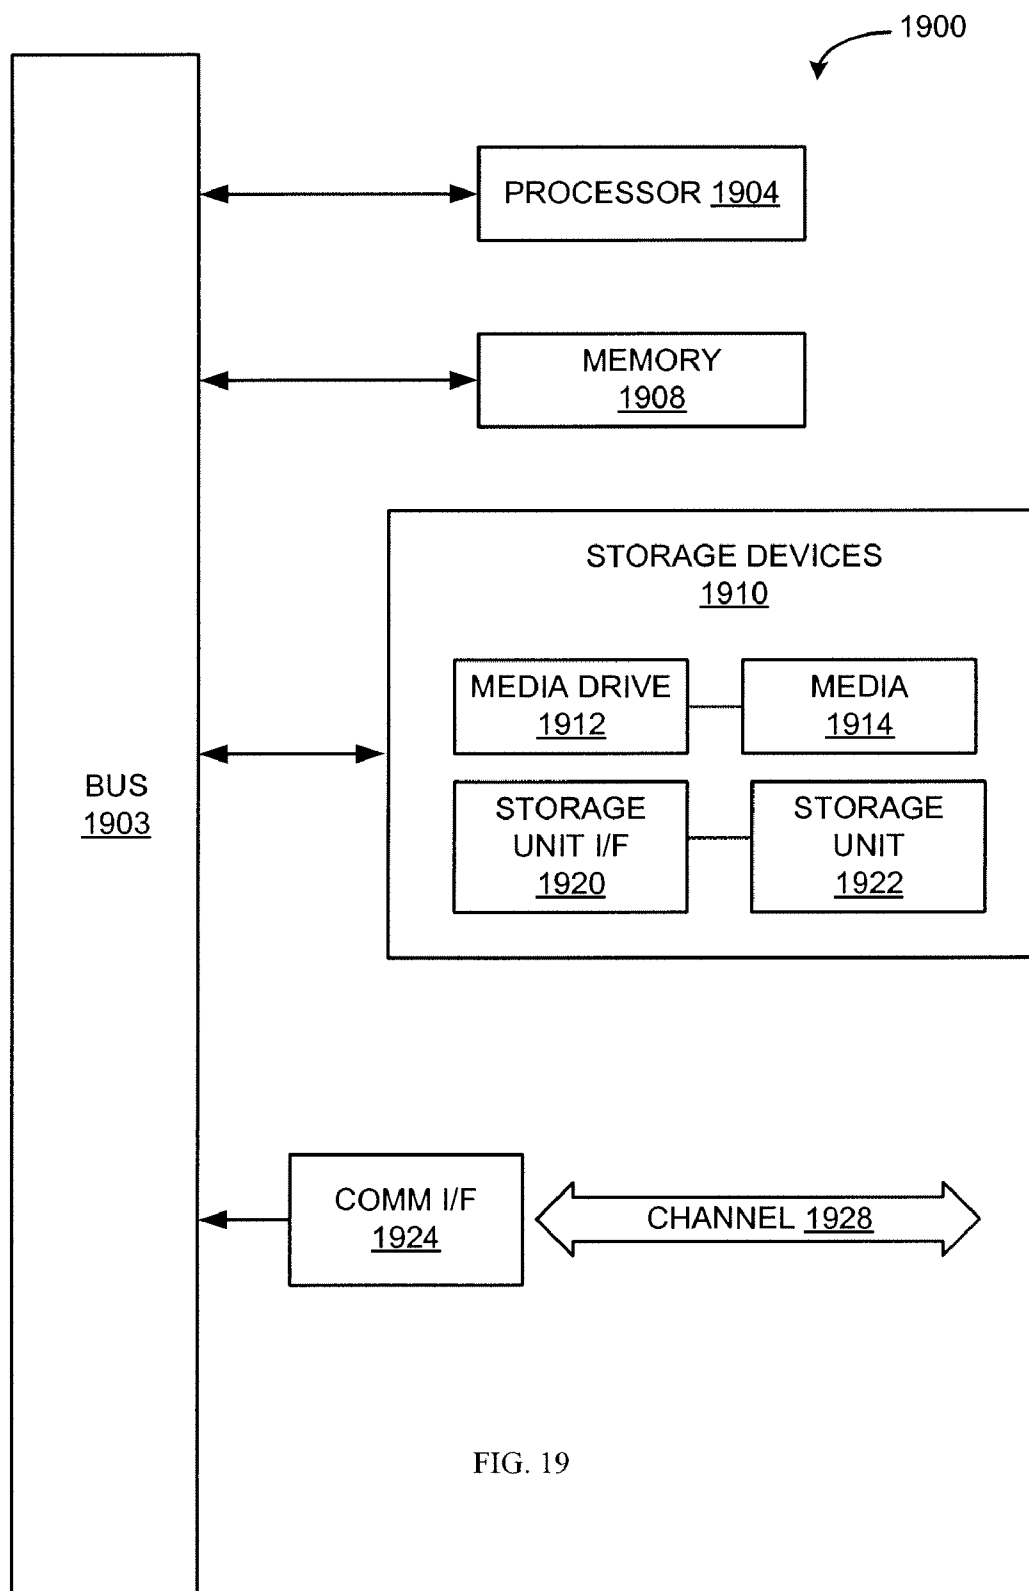 1900
PROCESSOR 1904
MEMORY
1908
STORAGE DEVICES
1910
MEDIA DRIVE
1912
MEDIA
1914
BUS
1903
STORAGE
UNIT I/F
1920
STORAGE
UNIT
1922
COMM I/F
1924
CHANNEL 1928
FIG. 19